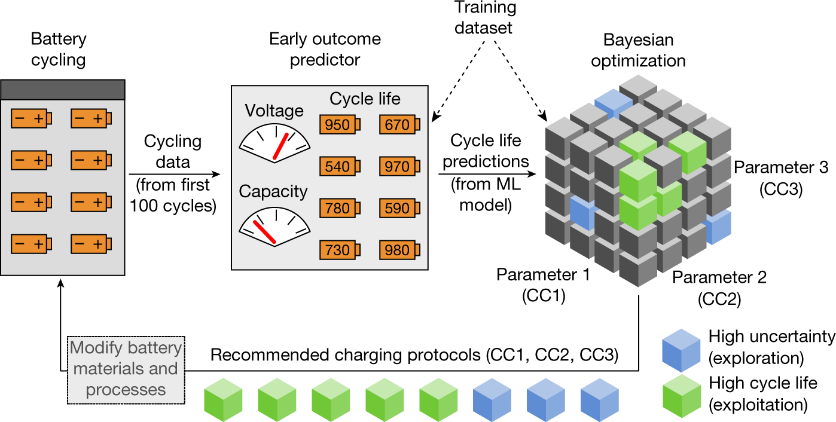 Battery
cycling
Early outcome
predictor
Training
dataset
Bayesian
optimization
Voltage
Capacity
Cycle life
950 670
540 970
780 590
730 980
− + − +
− + − +
− + − +
− + − +
Cycling
data
(from first
100 cycles)
Cycle life
predictions
(from ML
model)
Parameter 3
(CC3)
Parameter 1
(CC1)
Parameter 2
(CC2)
Modify battery
materials and
processes
Recommended charging protocols (CC1, CC2, CC3)
High uncertainty
(exploration)
High cycle life
(exploitation)